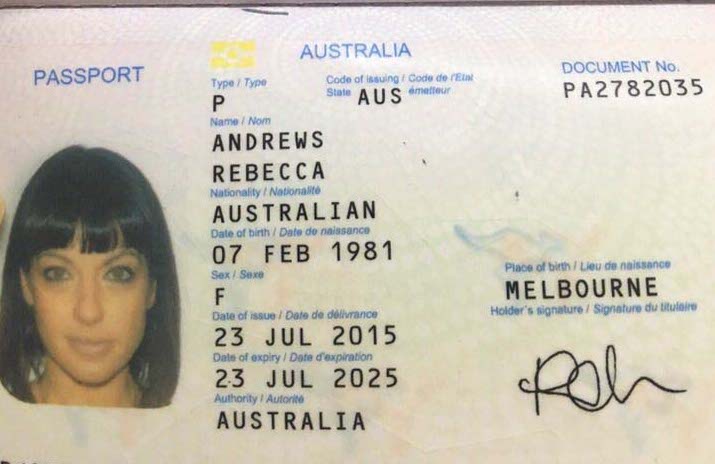 PASSPORT
AUSTRALIA
Type / Type
P
Code of issuing / Code de l'Etat
State AUS émetteur
DOCUMENT No.
PA2782035
Name / Nom
ANDREWS
REBECCA
Nationality / Nationalité
AUSTRALIAN
Date of birth / Date de naissance
07 FEB 1981
Sex / Sexe
F
Place of birth / Lieu de naissance
MELBOURNE
Date of issue / Date de délivrance
23 JUL 2015
Holder's signature / Signature du titulaire
Date of expiry / Date d'expiration
23 JUL 2025
Authority / Autorité
AUSTRALIA